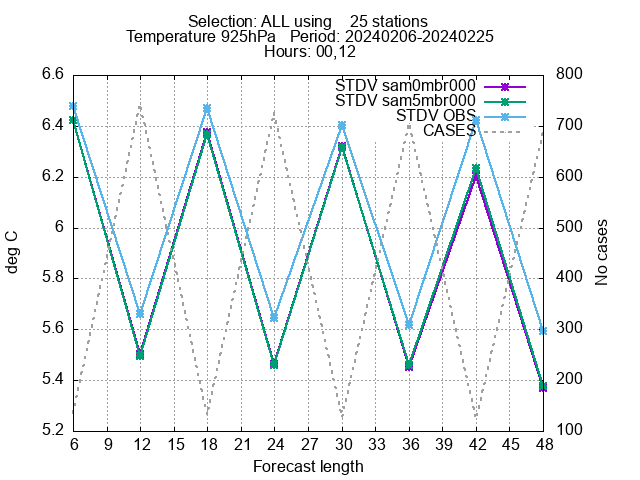 Selection: ALL using    25 stations
Temperature 925hPa   Period: 20240206-20240225
Hours: 00,12
6.6
6.4
6.2
6
5.8
5.6
5.4
5.2
deg C
STDV sam0mbr000
STDV sam5mbr000
STDV OBS
CASES
800
700
600
500
400
300
200
100
No cases
6 9 12 15 18 21 24 27 30 33 36 39 42 45 48
Forecast length